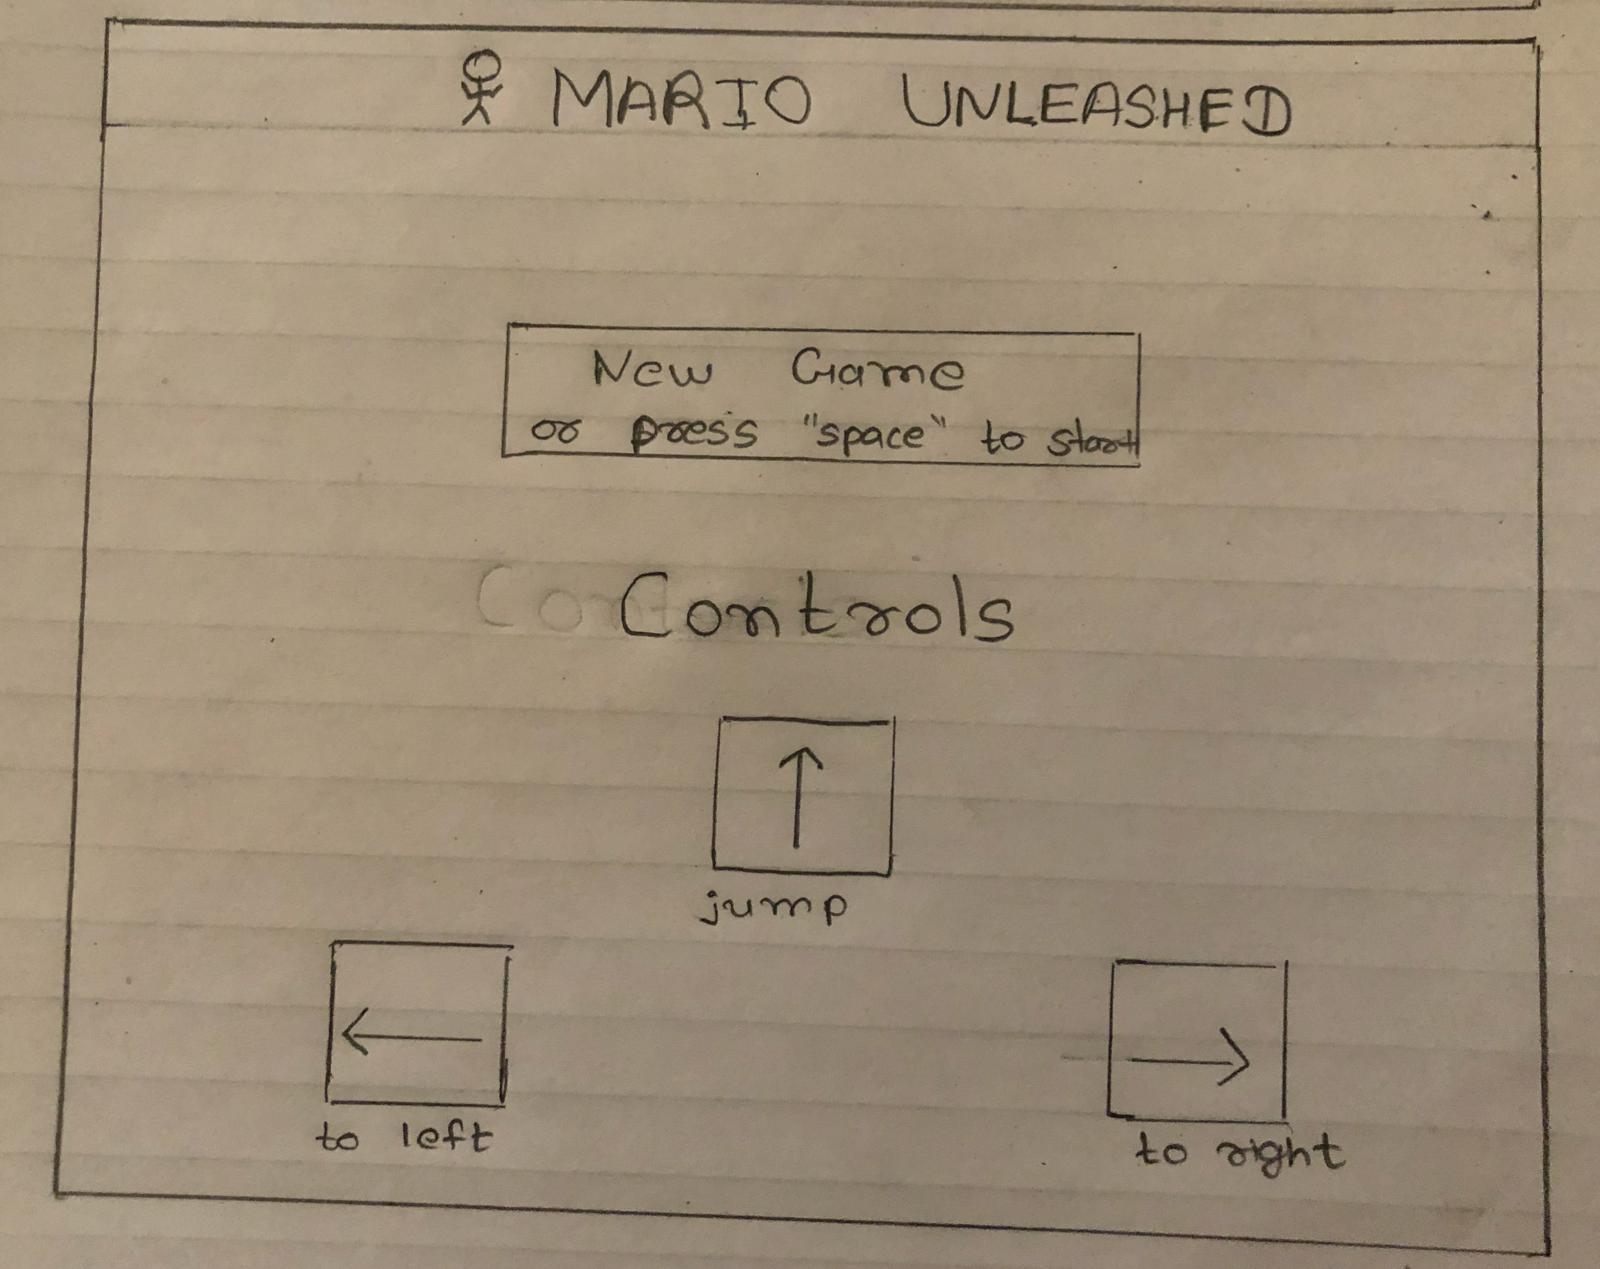 MARIO UNLEASHED
New Game
or press "space" to start
Controls
jump
to left
to right